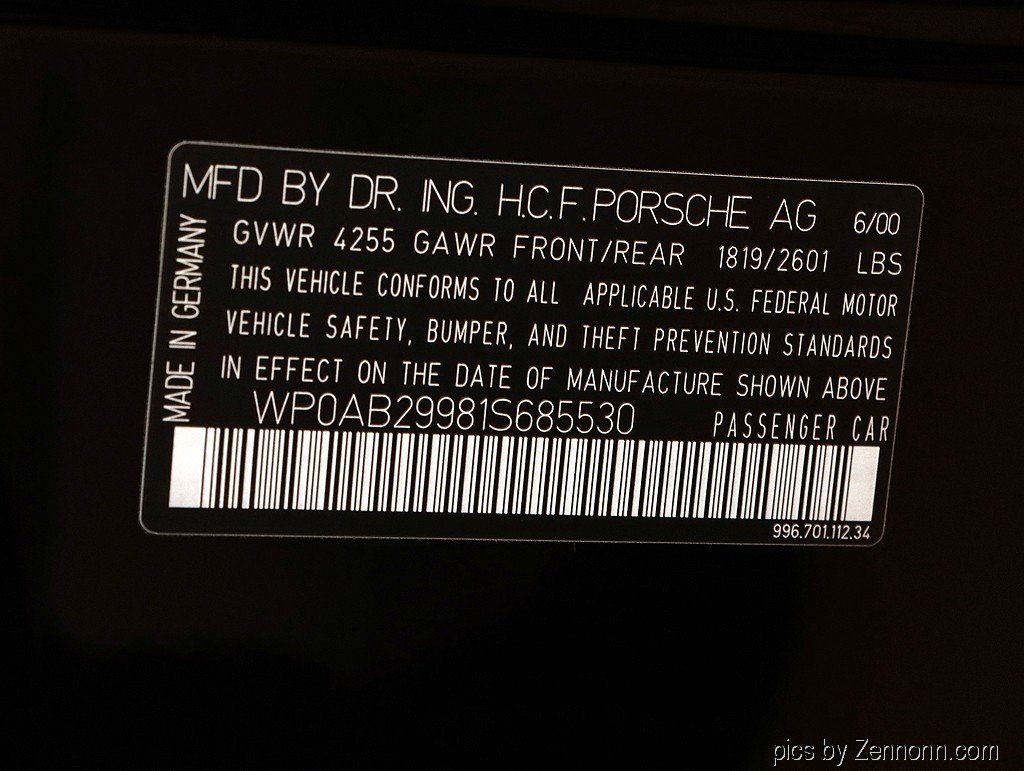 MFD BY DR. ING. H.C.F. PORSCHE AG 6/00
GVWR 4255 GAWR FRONT/REAR 1819/2601 LBS
THIS VEHICLE CONFORMS TO ALL APPLICABLE U.S. FEDERAL MOTOR
VEHICLE SAFETY, BUMPER, AND THEFT PREVENTION STANDARDS
IN EFFECT ON THE DATE OF MANUFACTURE SHOWN ABOVE
WP0AB29981S685530 PASSENGER CAR
MADE IN GERMANY
996.701.112.34
pics by Zennonn.com